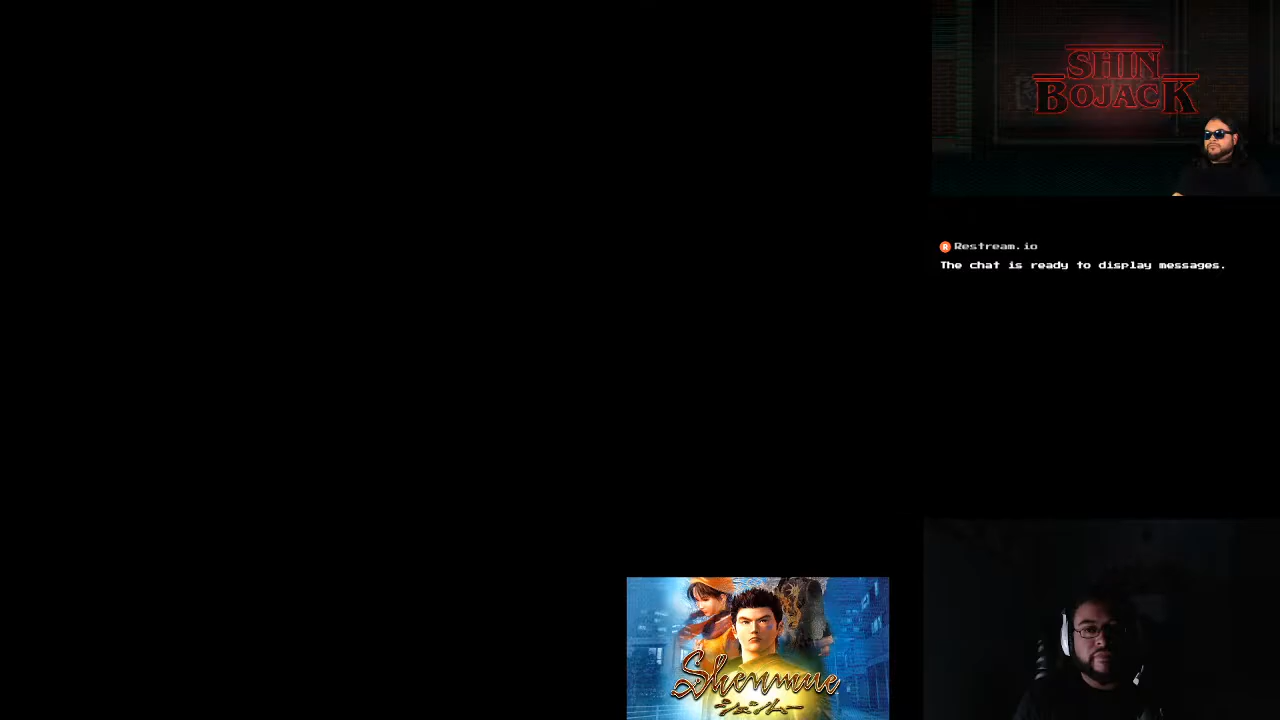 SHIN
BOJACK
Restream.io
The chat is ready to display messages.
Shenmue
シェンムー